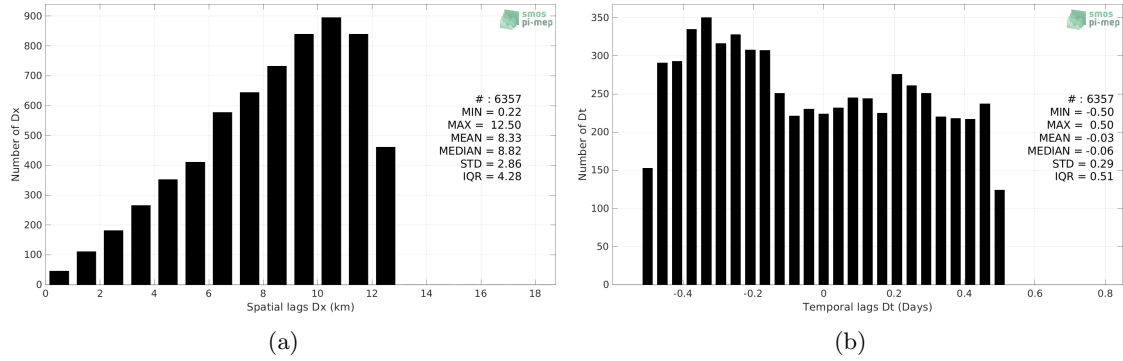 900
800
700
600
500
400
300
200
100
0
Number of Dx
0 2 4 6 8 10 12 14 16 18
Spatial lags Dx (km)
smos
pi-mep
# : 6357
MIN = 0.22
MAX = 12.50
MEAN = 8.33
MEDIAN = 8.82
STD = 2.86
IQR = 4.28
(a)
350
300
250
200
150
100
50
0
Number of Dt
-0.4 -0.2 0 0.2 0.4 0.6 0.8
Temporal lags Dt (Days)
smos
pi-mep
# : 6357
MIN = -0.50
MAX = 0.50
MEAN = -0.03
MEDIAN = -0.06
STD = 0.29
IQR = 0.51
(b)